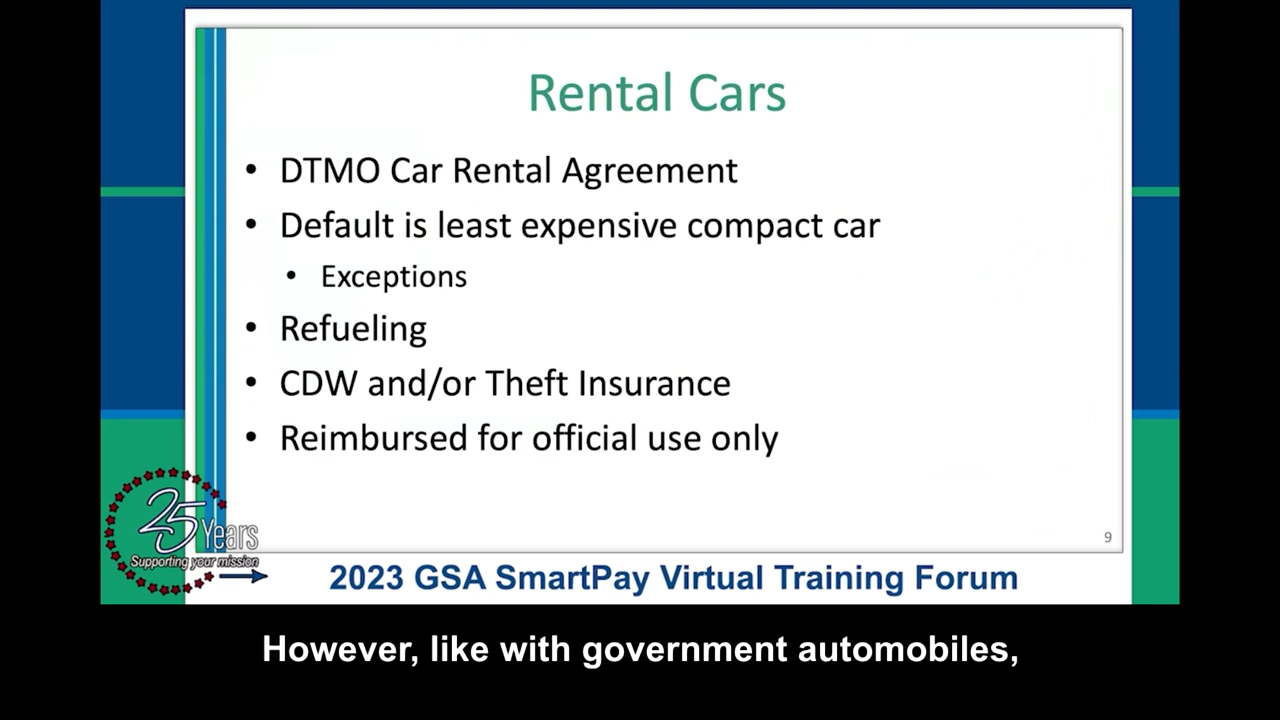 Rental Cars
• DTMO Car Rental Agreement
• Default is least expensive compact car
• Exceptions
• Refueling
• CDW and/or Theft Insurance
• Reimbursed for official use only
9
25 Years
Supporting your mission
2023 GSA SmartPay Virtual Training Forum
However, like with government automobiles,